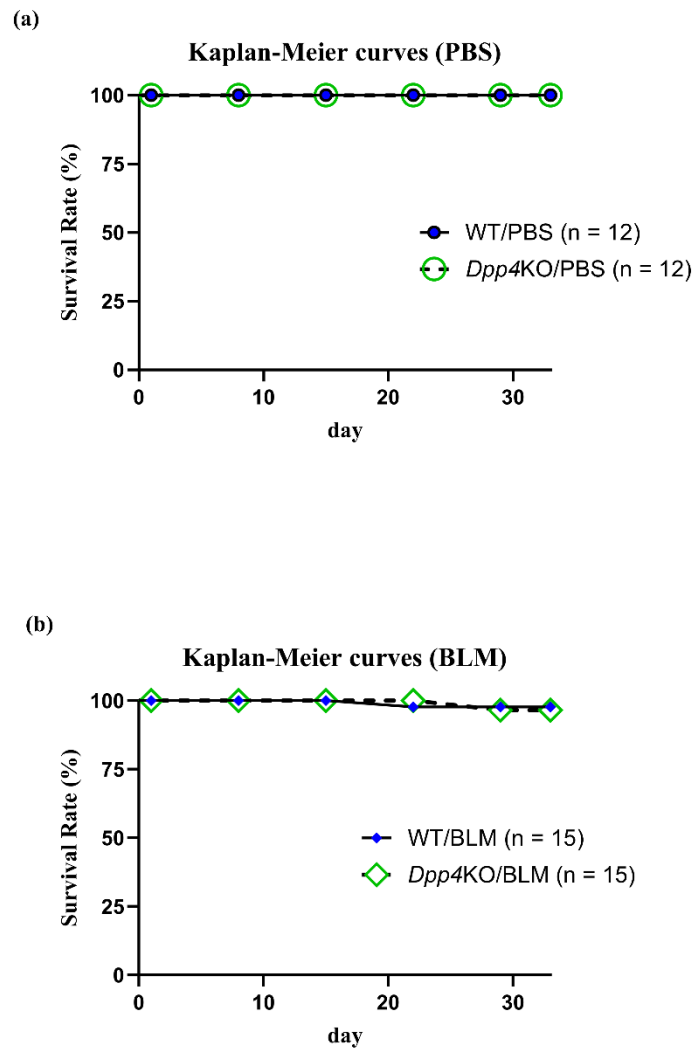 (a)
Kaplan-Meier curves (PBS)
100
75
50
25
0
Survival Rate (%)
WT/PBS (n = 12)
Dpp4KO/PBS (n = 12)
0 10 20 30
day
(b)
Kaplan-Meier curves (BLM)
100
75
50
25
0
Survival Rate (%)
WT/BLM (n = 15)
Dpp4KO/BLM (n = 15)
0 10 20 30
day